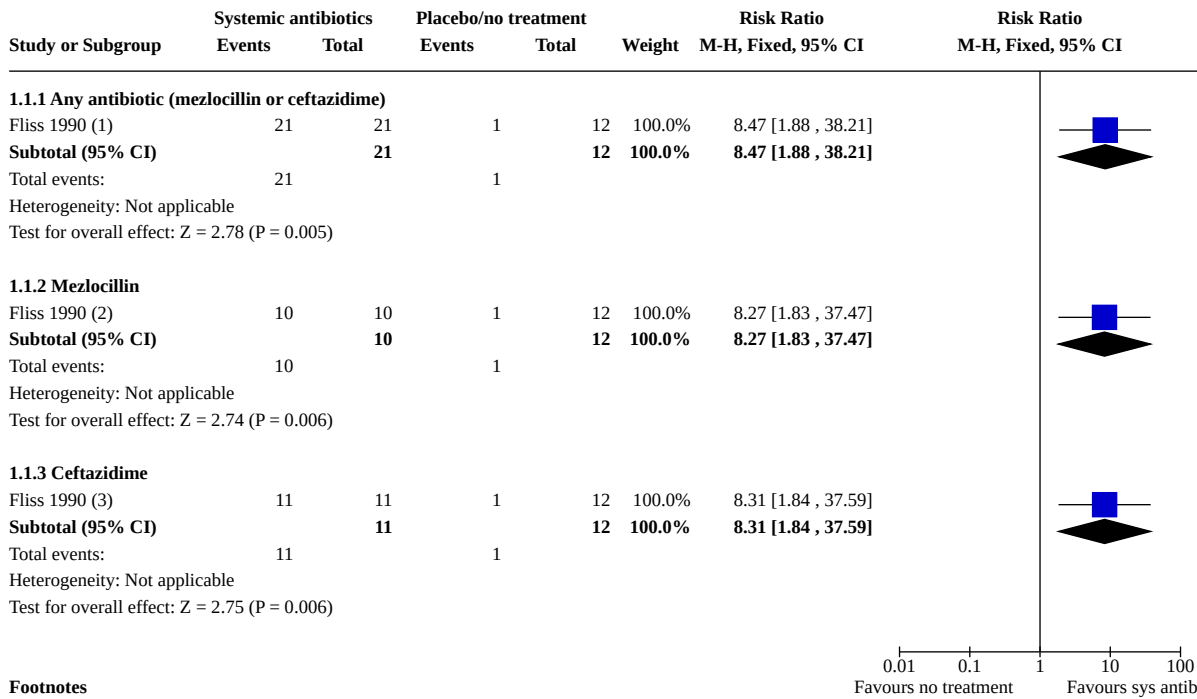 Systemic antibiotics Placebo/no treatment Risk Ratio Risk Ratio
Study or Subgroup Events Total Events Total Weight M-H, Fixed, 95% CI M-H, Fixed, 95% CI
1.1.1 Any antibiotic (mezlocillin or ceftazidime)
Fliss 1990 (1) 21 21 1 12 100.0% 8.47 [1.88 , 38.21]
Subtotal (95% CI) 21 12 100.0% 8.47 [1.88 , 38.21]
Total events: 21 1
Heterogeneity: Not applicable
Test for overall effect: Z = 2.78 (P = 0.005)
1.1.2 Mezlocillin
Fliss 1990 (2) 10 10 1 12 100.0% 8.27 [1.83 , 37.47]
Subtotal (95% CI) 10 12 100.0% 8.27 [1.83 , 37.47]
Total events: 10 1
Heterogeneity: Not applicable
Test for overall effect: Z = 2.74 (P = 0.006)
1.1.3 Ceftazidime
Fliss 1990 (3) 11 11 1 12 100.0% 8.31 [1.84 , 37.59]
Subtotal (95% CI) 11 12 100.0% 8.31 [1.84 , 37.59]
Total events: 11 1
Heterogeneity: Not applicable
Test for overall effect: Z = 2.75 (P = 0.006)
0.01 0.1 1 10 100
Footnotes Favours no treatment Favours sys antib